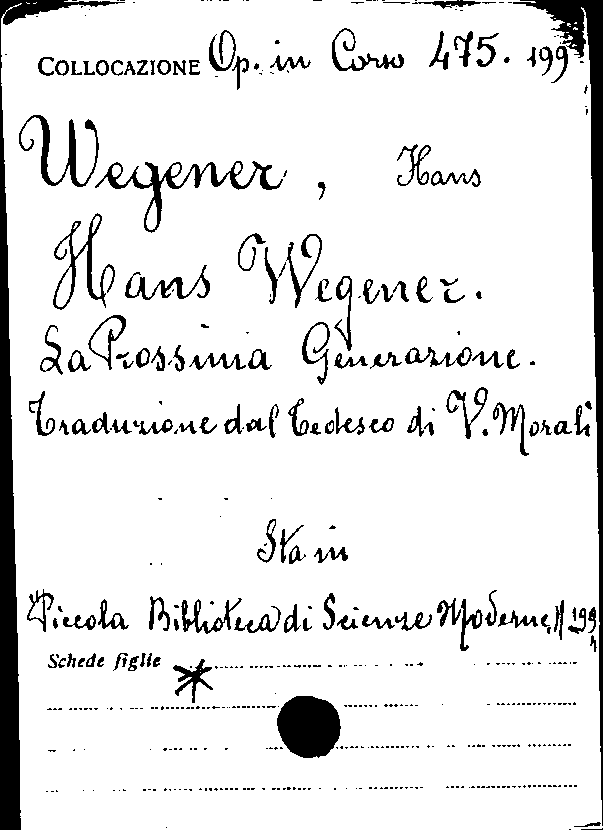 COLLOCAZIONE Op. in Corso 475. 199
Wegener, Hans
Hans Wegener.
La Prossima Generazione.
Traduzione dal tedesco di V. Morali
Sta in
Piccola Biblioteca di Scienze Moderne, N 199
Schede figlie